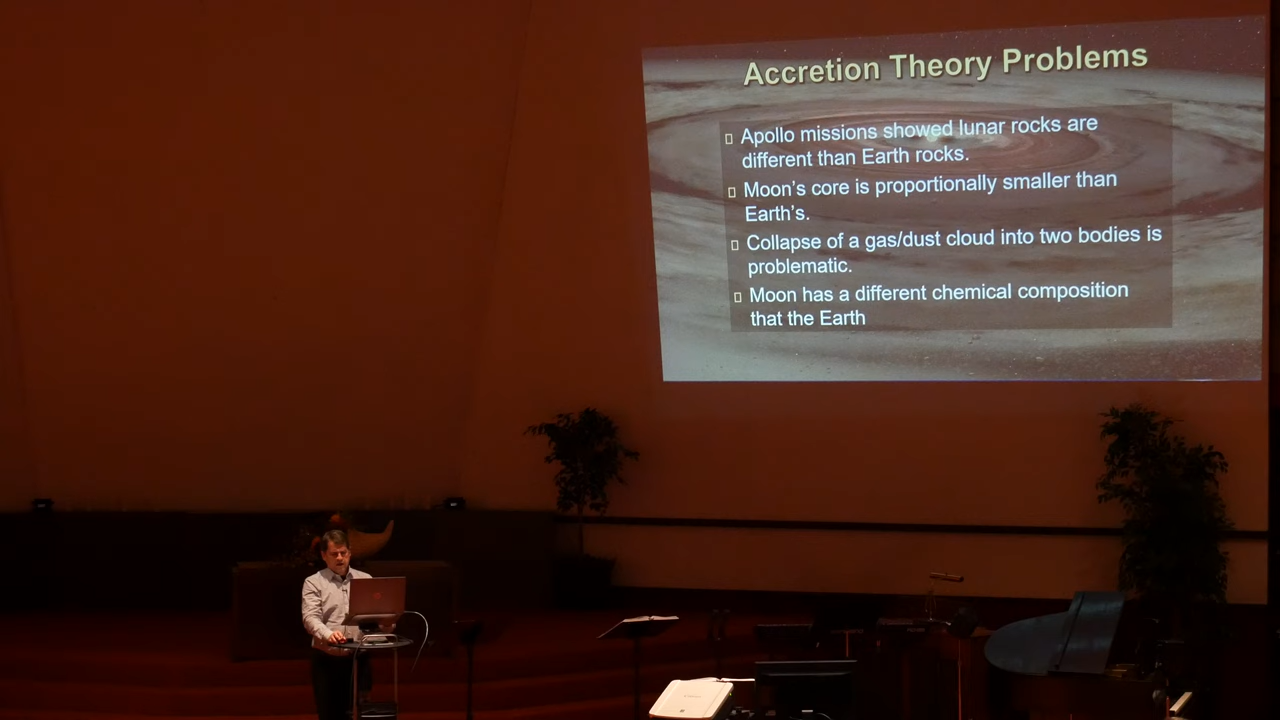 Accretion Theory Problems
Apollo missions showed lunar rocks are
different than Earth rocks.
Moon's core is proportionally smaller than
Earth's.
Collapse of a gas/dust cloud into two bodies is
problematic.
Moon has a different chemical composition
that the Earth